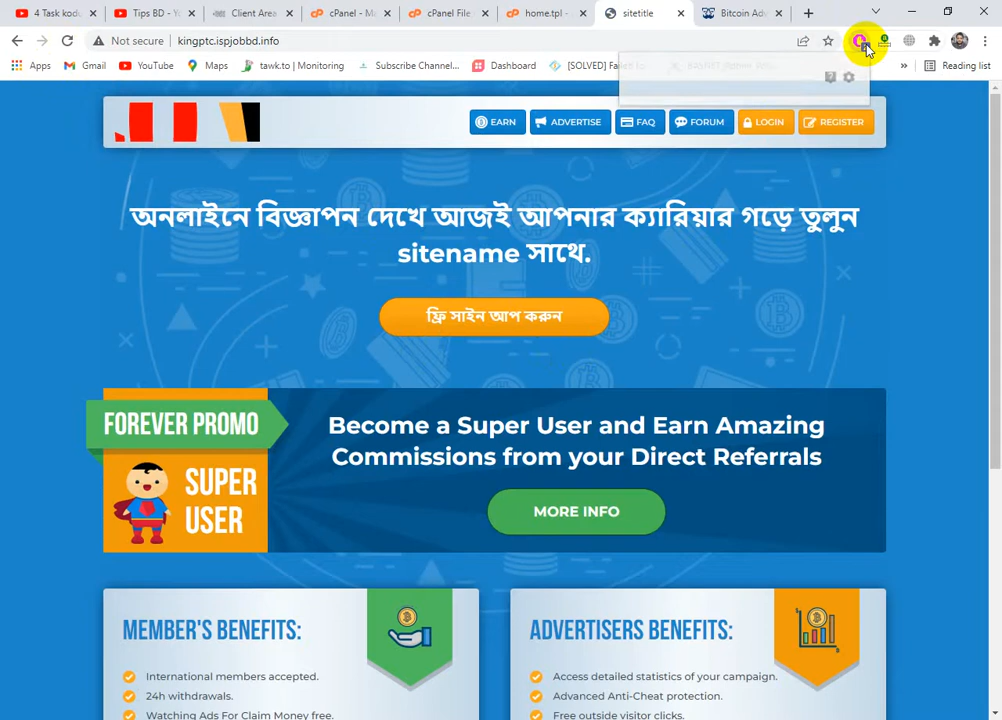 4 Task kode
Tips BD - Yo
Client Area
cPanel - Ma
cPanel File
home.tpl -
sitetitle
Bitcoin Adv
Not secure
kingptc.ispjobbd.info
Apps
Gmail
YouTube
Maps
tawk.to | Monitoring
Subscribe Channel...
Dashboard
[SOLVED] Failed
»
Reading list
EARN
ADVERTISE
FAQ
FORUM
LOGIN
REGISTER
অনলাইনে বিজ্ঞাপন দেখে আজই আপনার ক্যারিয়ার গড়ে তুলুন
sitename সাথে.
ফ্রি সাইন আপ করুন
FOREVER PROMO
SUPER
USER
Become a Super User and Earn Amazing
Commissions from your Direct Referrals
MORE INFO
MEMBER'S BENEFITS:
International members accepted.
24h withdrawals.
Watching Ads For Claim Money free.
ADVERTISERS BENEFITS:
Access detailed statistics of your campaign.
Advanced Anti-Cheat protection.
Free outside visitor clicks.